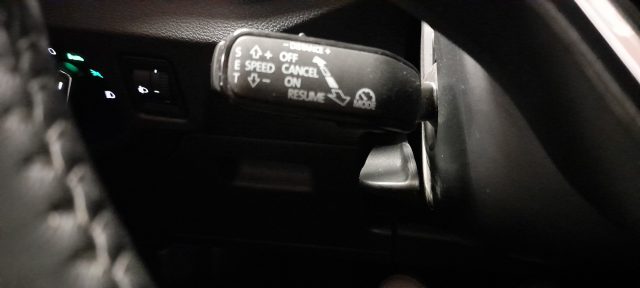 - DISTANCE +
S + OFF
E SPEED CANCEL
T - ON
RESUME
MODE